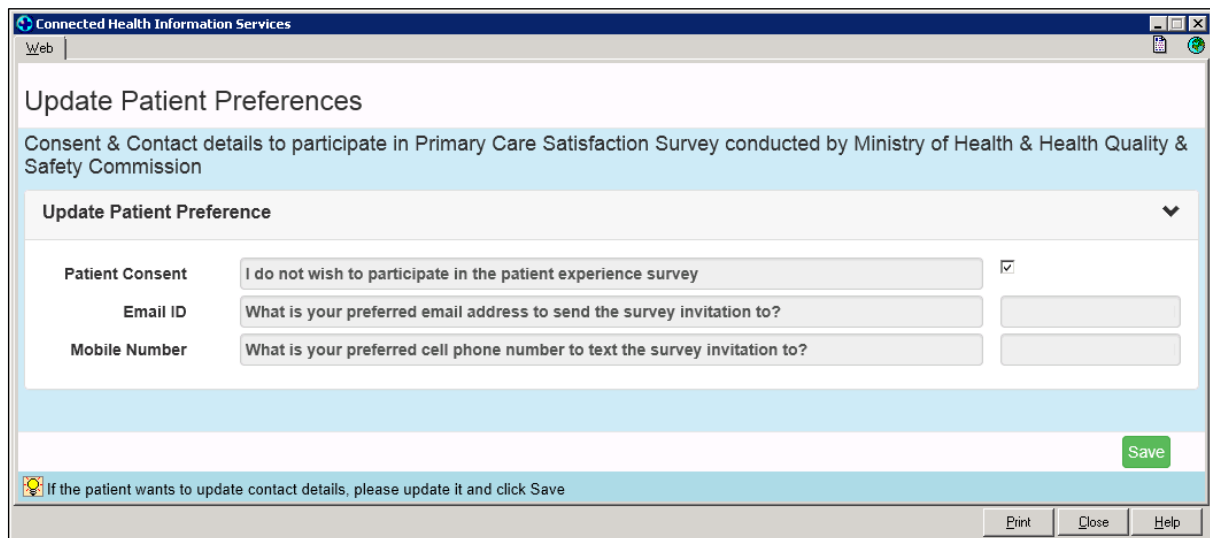 Connected Health Information Services
Web
Update Patient Preferences
Consent & Contact details to participate in Primary Care Satisfaction Survey conducted by Ministry of Health & Health Quality &
Safety Commission
Update Patient Preference
Patient Consent I do not wish to participate in the patient experience survey
Email ID What is your preferred email address to send the survey invitation to?
Mobile Number What is your preferred cell phone number to text the survey invitation to?
Save
If the patient wants to update contact details, please update it and click Save
Print Close Help